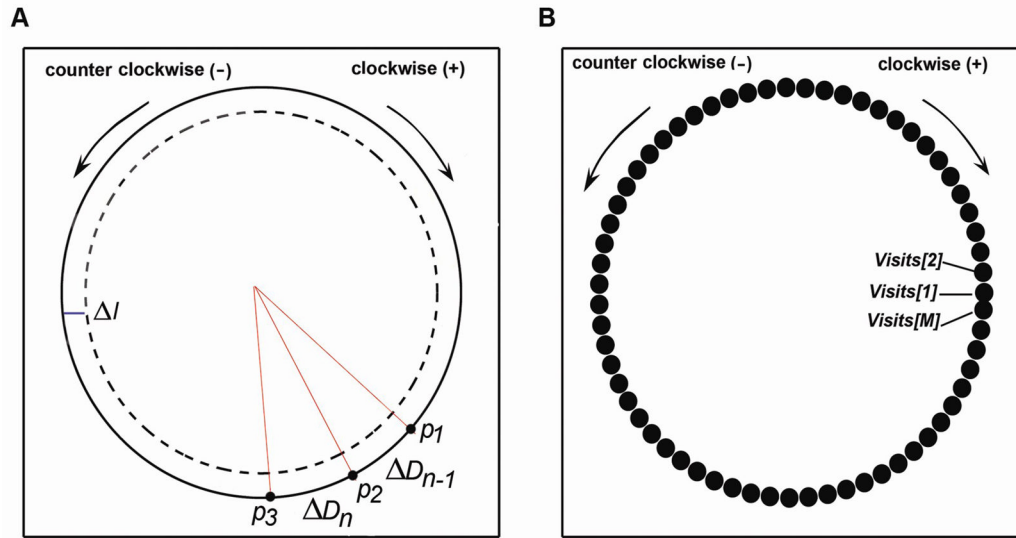 A
counter clockwise (-)
clockwise (+)
Δl
p1
ΔDn-1
p2
ΔDn
p3
B
counter clockwise (-)
clockwise (+)
Visits[2]
Visits[1]
Visits[M]